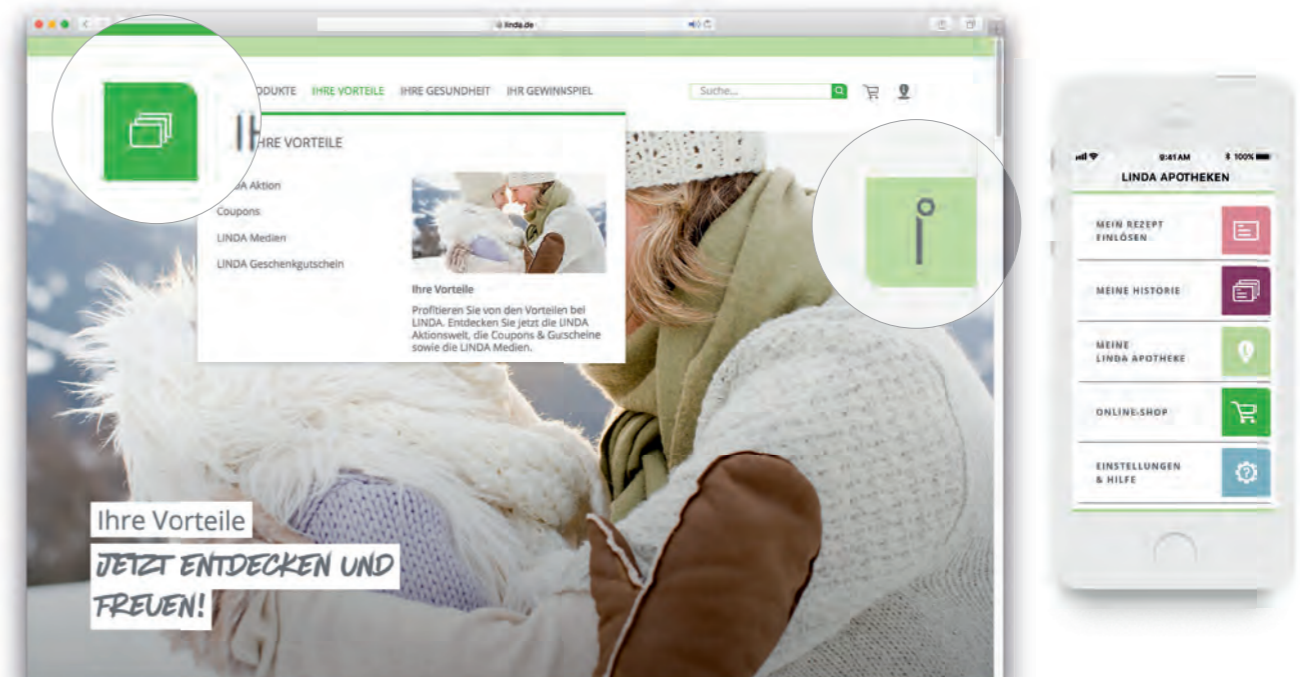 linda.de
IHRE VORTEILE IHRE GESUNDHEIT IHR GEWINNSPIEL
Suche...
IHRE VORTEILE
Aktion
Coupons
LINDA Medien
LINDA Geschenkgutschein
Ihre Vorteile
Profitieren Sie von den Vorteilen bei
LINDA. Entdecken Sie jetzt die LINDA
Aktionswelt, die Coupons & Gutscheine
sowie die LINDA Medien.
Ihre Vorteile
JETZT ENTDECKEN UND
FREUEN!
9:41 AM 100%
LINDA APOTHEKEN
MEIN REZEPT
EINLÖSEN
MEINE HISTORIE
MEINE
LINDA APOTHEKE
ONLINE-SHOP
EINSTELLUNGEN
& HILFE